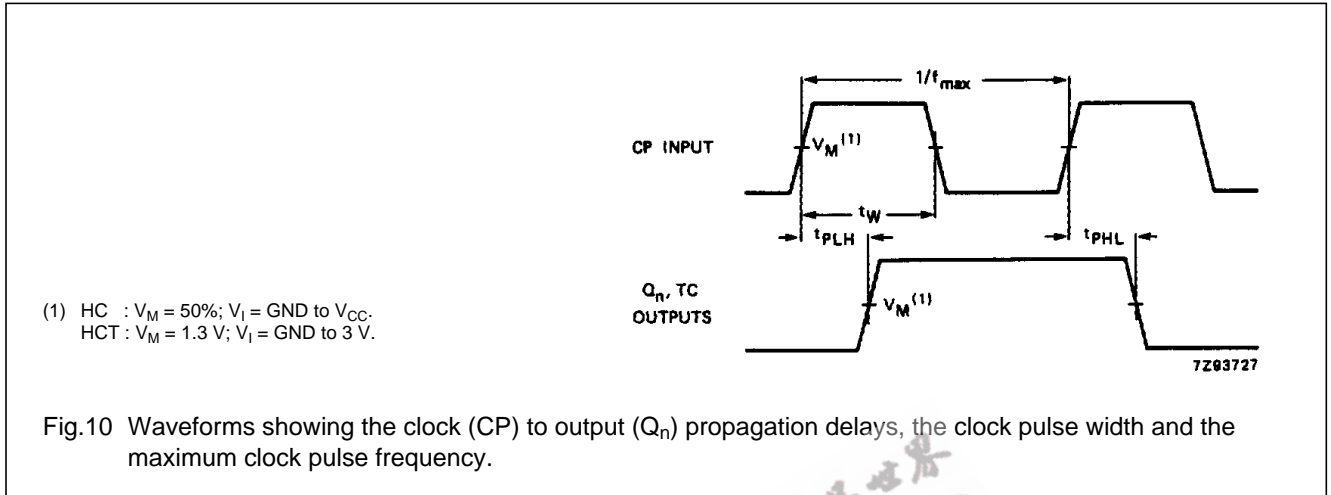 1/fmax
CP INPUT
VM(1)
tW
tPLH
tPHL
Qn, TC
OUTPUTS
VM(1)
7Z93727
(1) HC : VM = 50%; VI = GND to VCC.
HCT : VM = 1.3 V; VI = GND to 3 V.
Fig.10 Waveforms showing the clock (CP) to output (Qn) propagation delays, the clock pulse width and the
maximum clock pulse frequency.